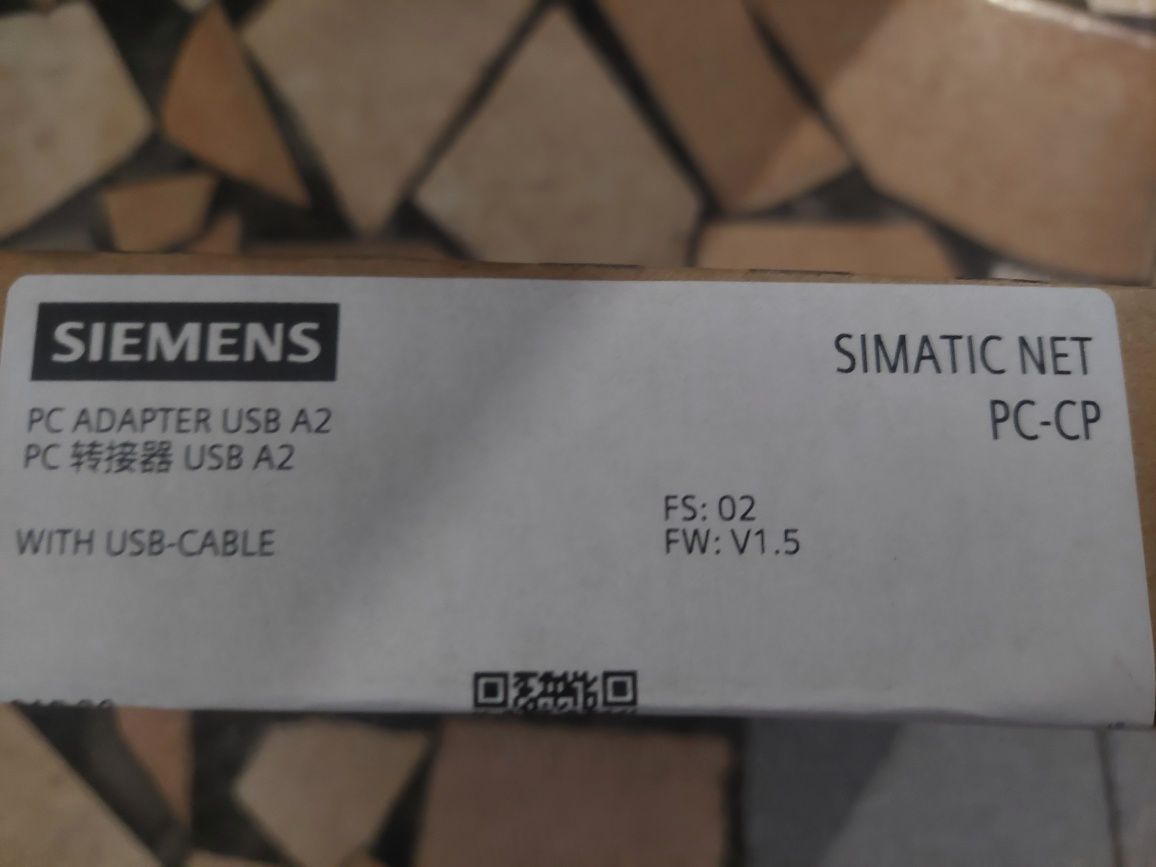 SIEMENS
SIMATIC NET
PC-CP
PC ADAPTER USB A2
PC 转接器 USB A2
WITH USB-CABLE
FS: 02
FW: V1.5